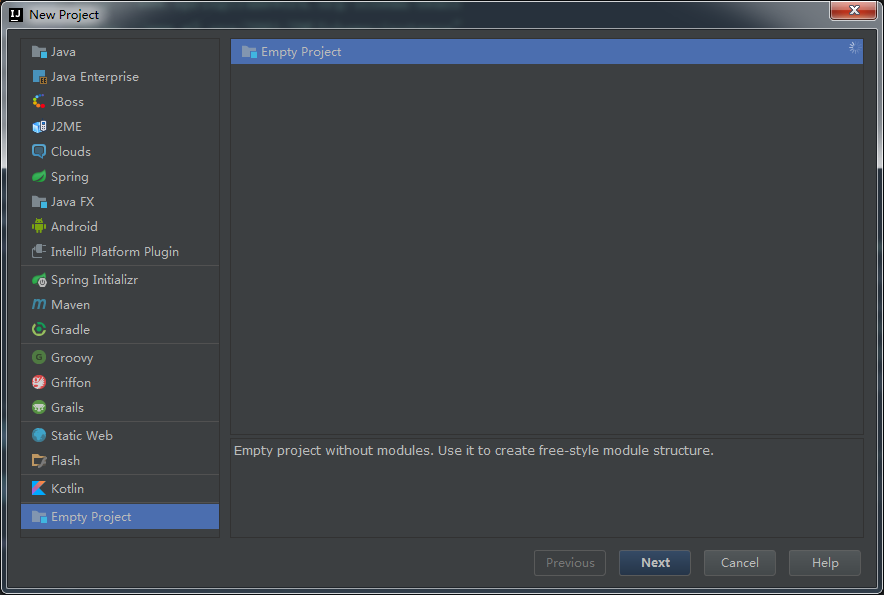 New Project
Java
Java Enterprise
JBoss
J2ME
Clouds
Spring
Java FX
Android
IntelliJ Platform Plugin
Spring Initializr
Maven
Gradle
Groovy
Griffon
Grails
Static Web
Flash
Kotlin
Empty Project
Empty Project
Empty project without modules. Use it to create free-style module structure.
Previous
Next
Cancel
Help